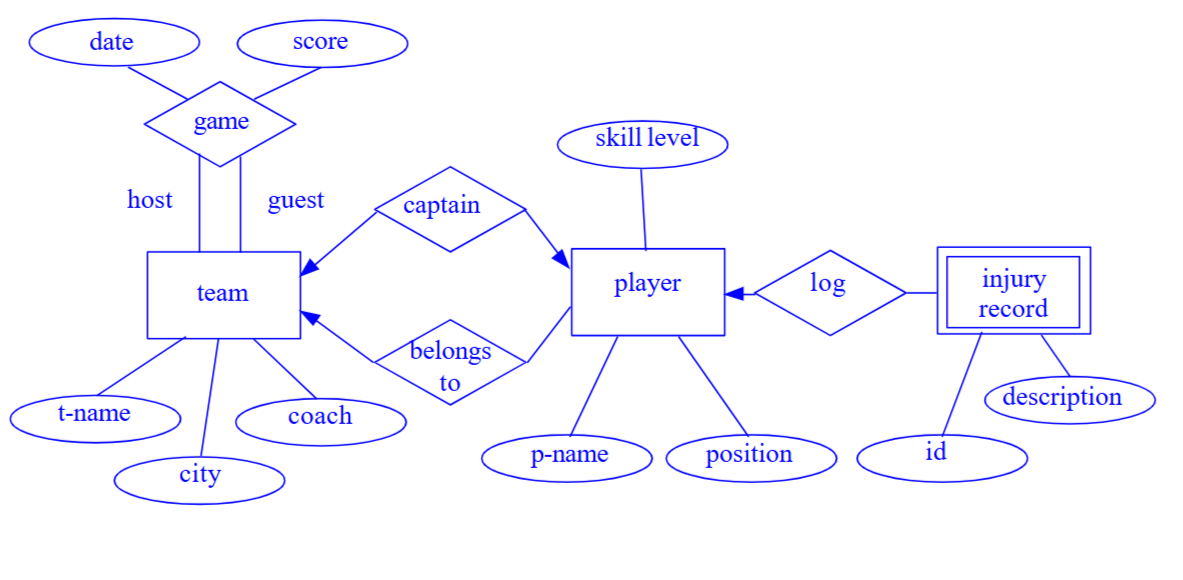 date
score
game
host
guest
skill level
captain
team
player
log
injury
record
belongs
to
t-name
coach
city
p-name
position
id
description